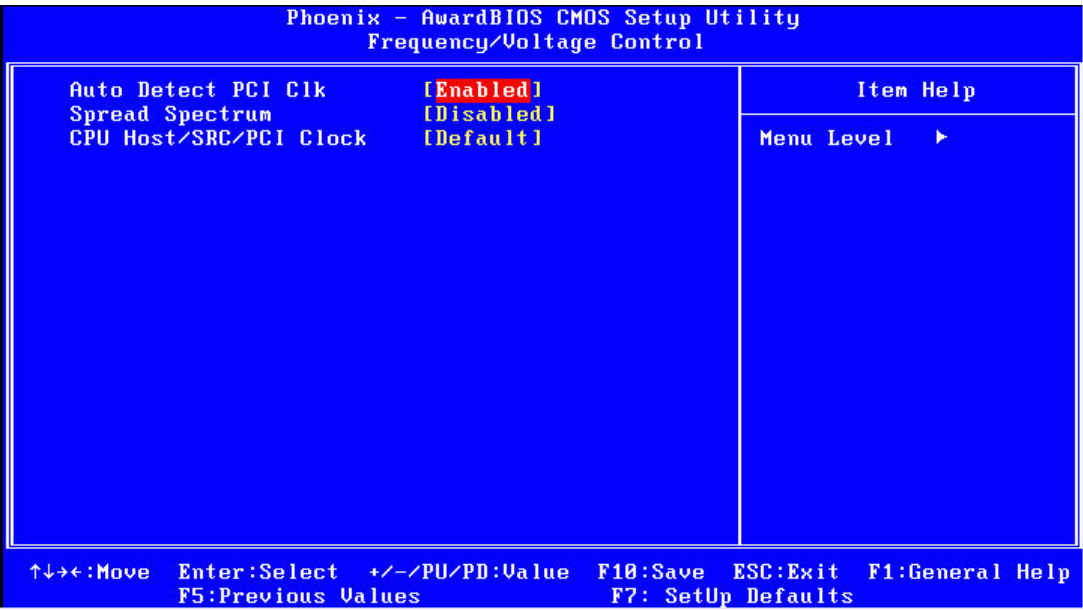 Phoenix - AwardBIOS CMOS Setup Utility
Frequency/Voltage Control
Auto Detect PCI Clk [Enabled]
Spread Spectrum [Disabled]
CPU Host/SRC/PCI Clock [Default]
Item Help
Menu Level ►
↑↓→←:Move Enter:Select +/-/PU/PD:Value F10:Save ESC:Exit F1:General Help
F5:Previous Values F7: SetUp Defaults